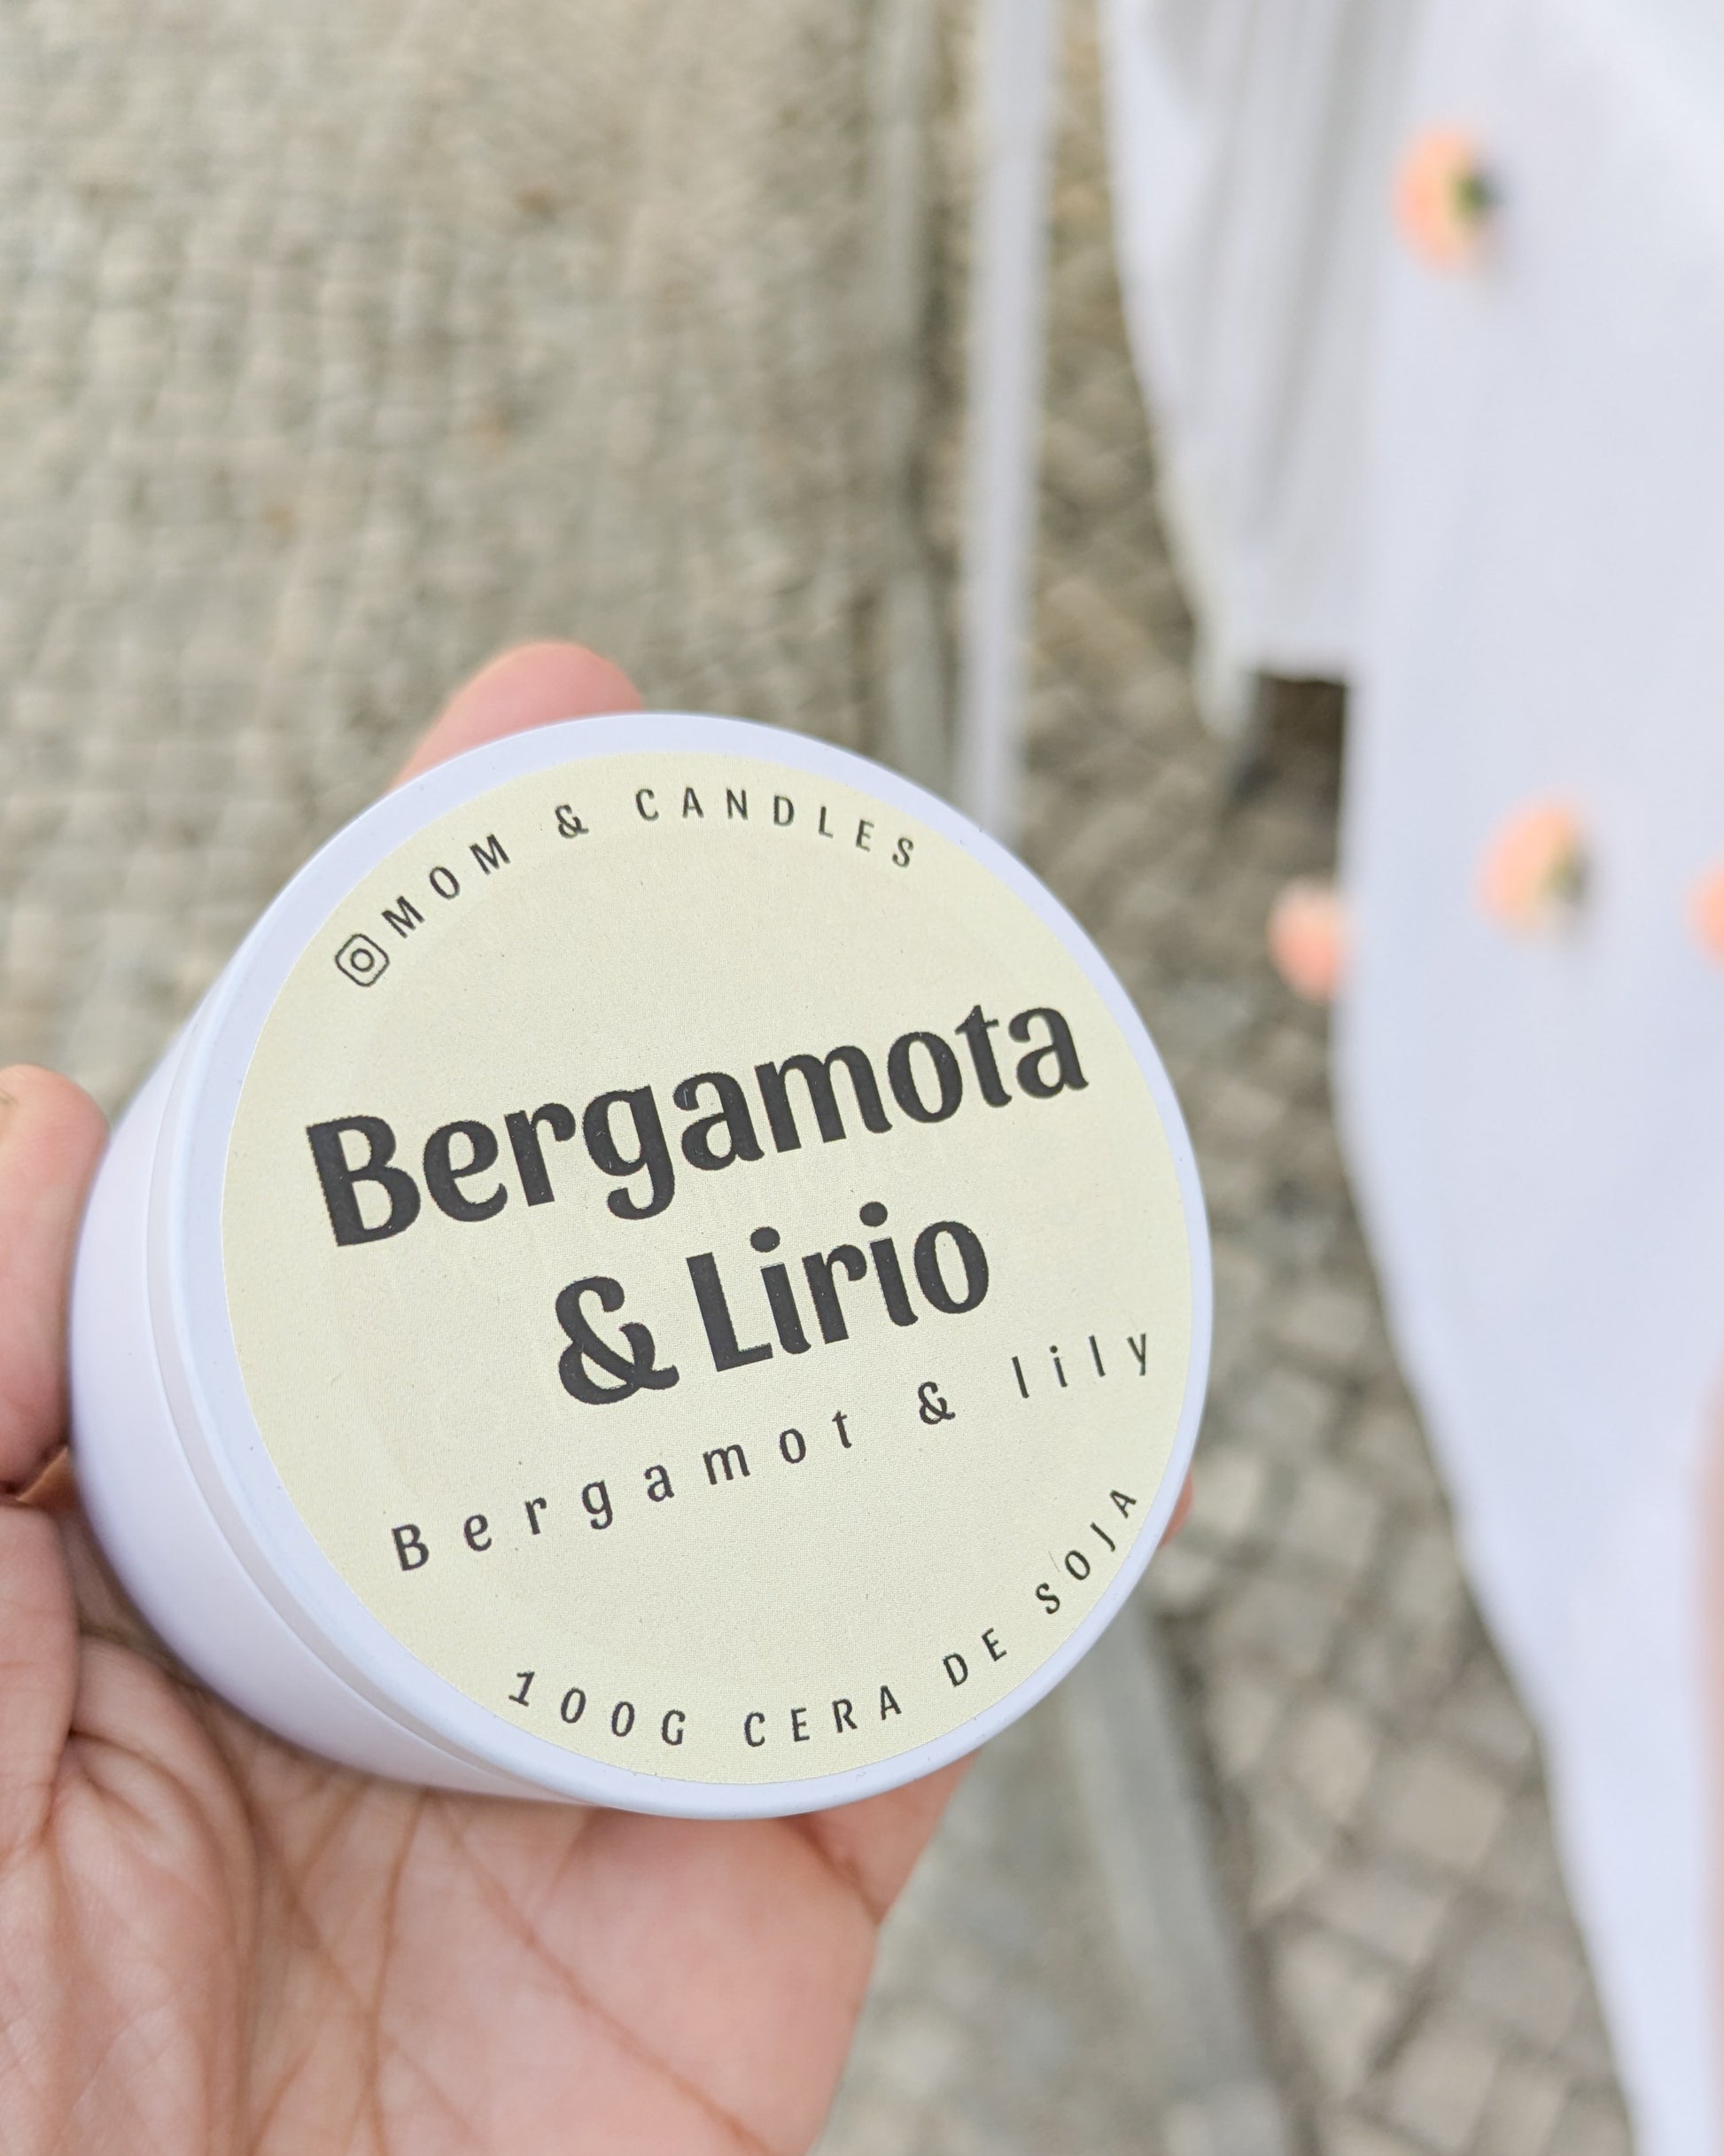 MOM & CANDLES
Bergamota
& Lirio
Bergamot & lily
100G CERA DE SOJA